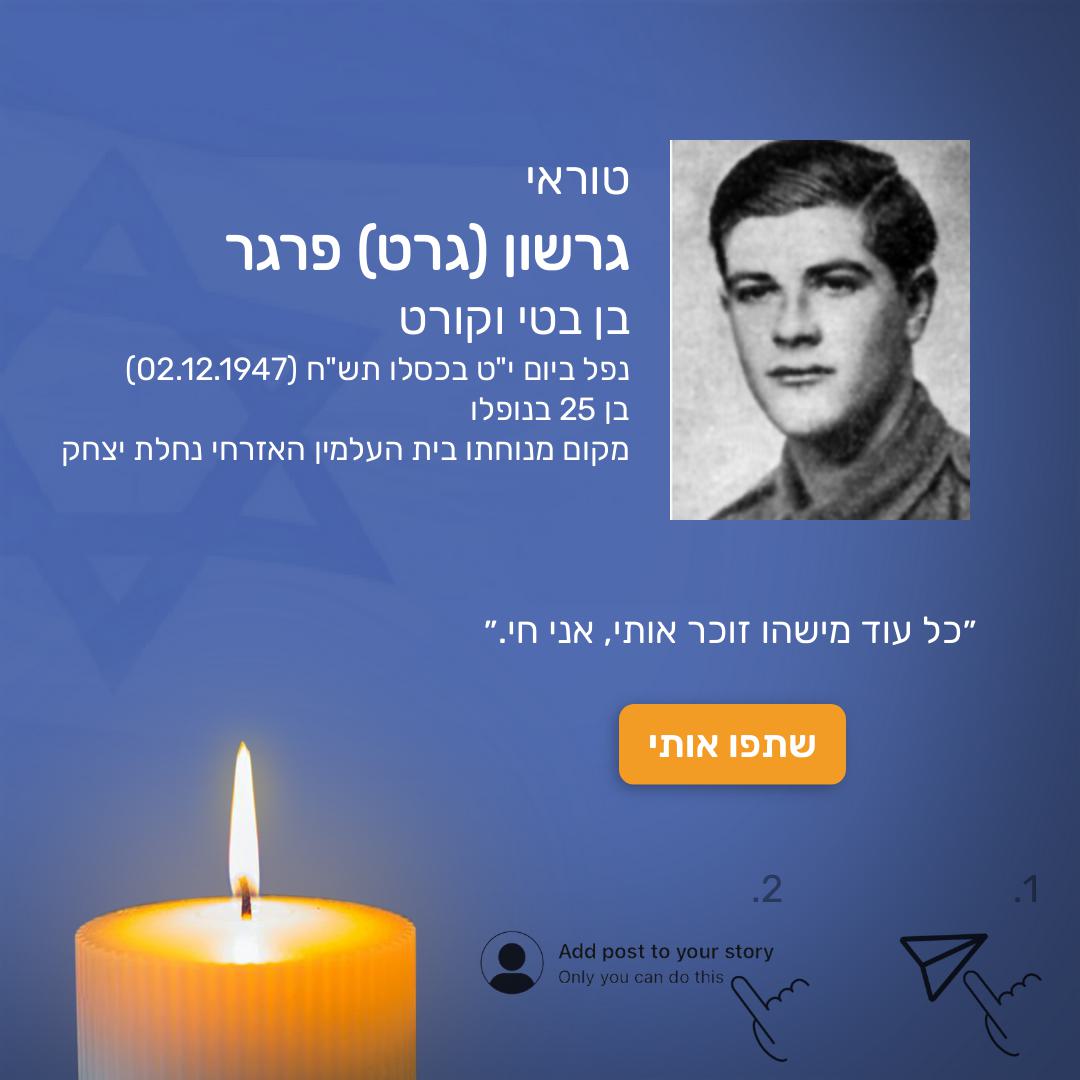 טוראי
גרשון (גרט) פרגר
בן בטי וקורט
נפל ביום י"ט בכסלו תש"ח (02.12.1947)
בן 25 בנופלו
מקום מנוחתו בית העלמין האזרחי נחלת יצחק
״כל עוד מישהו זוכר אותי, אני חי.״
שתפו אותי
1.
2.
Add post to your story
Only you can do this